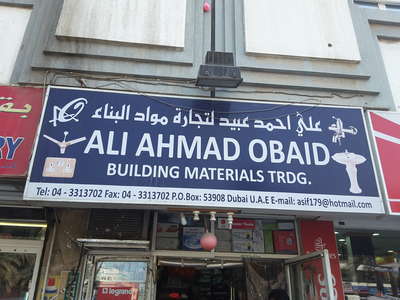 علي احمد عبيد لتجارة مواد البناء
ALI AHMAD OBAID
BUILDING MATERIALS TRDG.
Tel: 04 - 3313702 Fax: 04 - 3313702 P.O.Box: 53908 Dubai U.A.E E-mail: asif179@hotmail.com
legrand